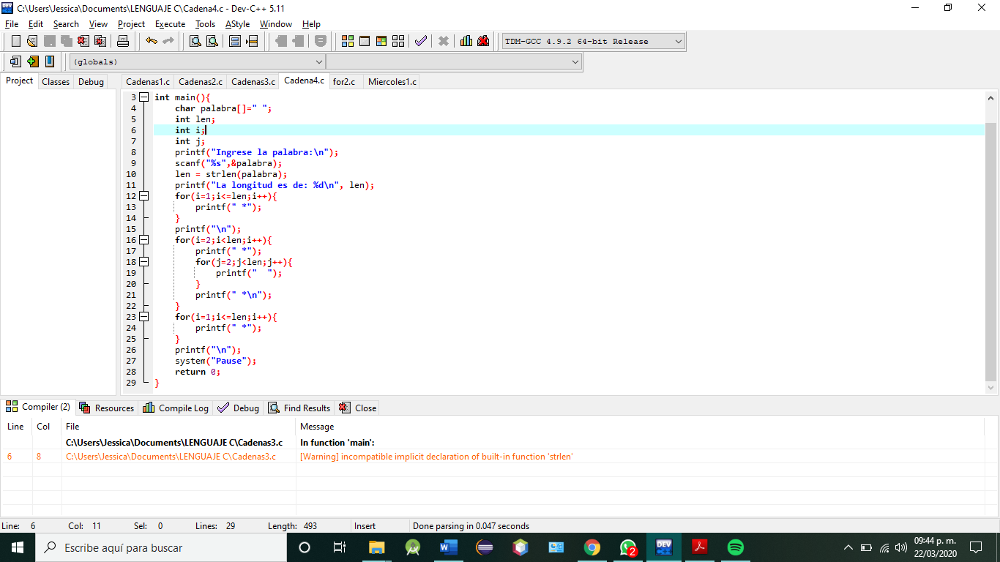 C:\Users\Jessica\Documents\LENGUAJE C\Cadena4.c - Dev-C++ 5.11
File Edit Search View Project Execute Tools AStyle Window Help
TDM-GCC 4.9.2 64-bit Release
(globals)
Project Classes Debug Cadenas1.c Cadenas2.c Cadenas3.c Cadena4.c for2.c Miercoles1.c
3 int main(){
4 char palabra[]=" ";
5 int len;
6 int i;
7 int j;
8 printf("Ingrese la palabra:\n");
9 scanf("%s",&palabra);
10 len = strlen(palabra);
11 printf("La longitud es de: %d\n", len);
12 for(i=1;i<=len;i++){
13 printf(" *");
14 }
15 printf("\n");
16 for(i=2;i<len;i++){
17 printf(" *");
18 for(j=2;j<len;j++){
19 printf("  ");
20 }
21 printf(" *\n");
22 }
23 for(i=1;i<=len;i++){
24 printf(" *");
25 }
26 printf("\n");
27 system("Pause");
28 return 0;
29 }
Compiler (2) Resources Compile Log Debug Find Results Close
Line Col File Message
C:\Users\Jessica\Documents\LENGUAJE C\Cadenas3.c In function 'main':
6 8 C:\Users\Jessica\Documents\LENGUAJE C\Cadenas3.c [Warning] incompatible implicit declaration of built-in function 'strlen'
Line: 6 Col: 11 Sel: 0 Lines: 29 Length: 493 Insert Done parsing in 0.047 seconds
Escribe aquí para buscar
W
2
DEV
09:44 p. m.
22/03/2020